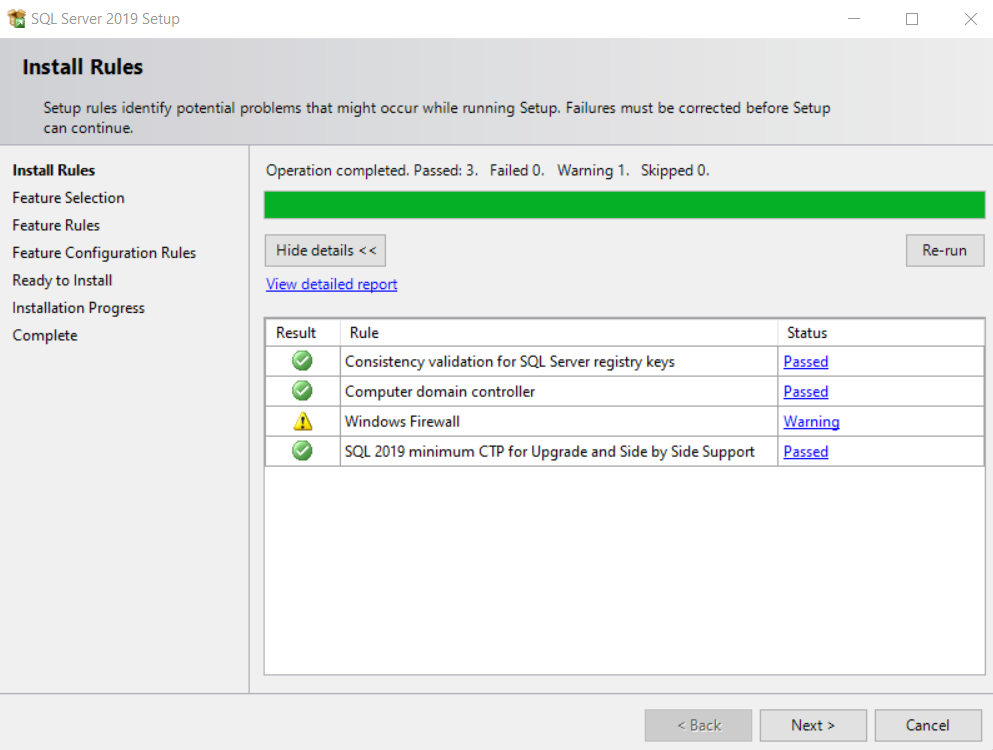 SQL Server 2019 Setup
Install Rules
Setup rules identify potential problems that might occur while running Setup. Failures must be corrected before Setup
can continue.
Install Rules
Feature Selection
Feature Rules
Feature Configuration Rules
Ready to Install
Installation Progress
Complete
Operation completed. Passed: 3.   Failed 0.   Warning 1.   Skipped 0.
Hide details <<
Re-run
View detailed report
Result Rule Status
Consistency validation for SQL Server registry keys Passed
Computer domain controller Passed
Windows Firewall Warning
SQL 2019 minimum CTP for Upgrade and Side by Side Support Passed
< Back Next > Cancel